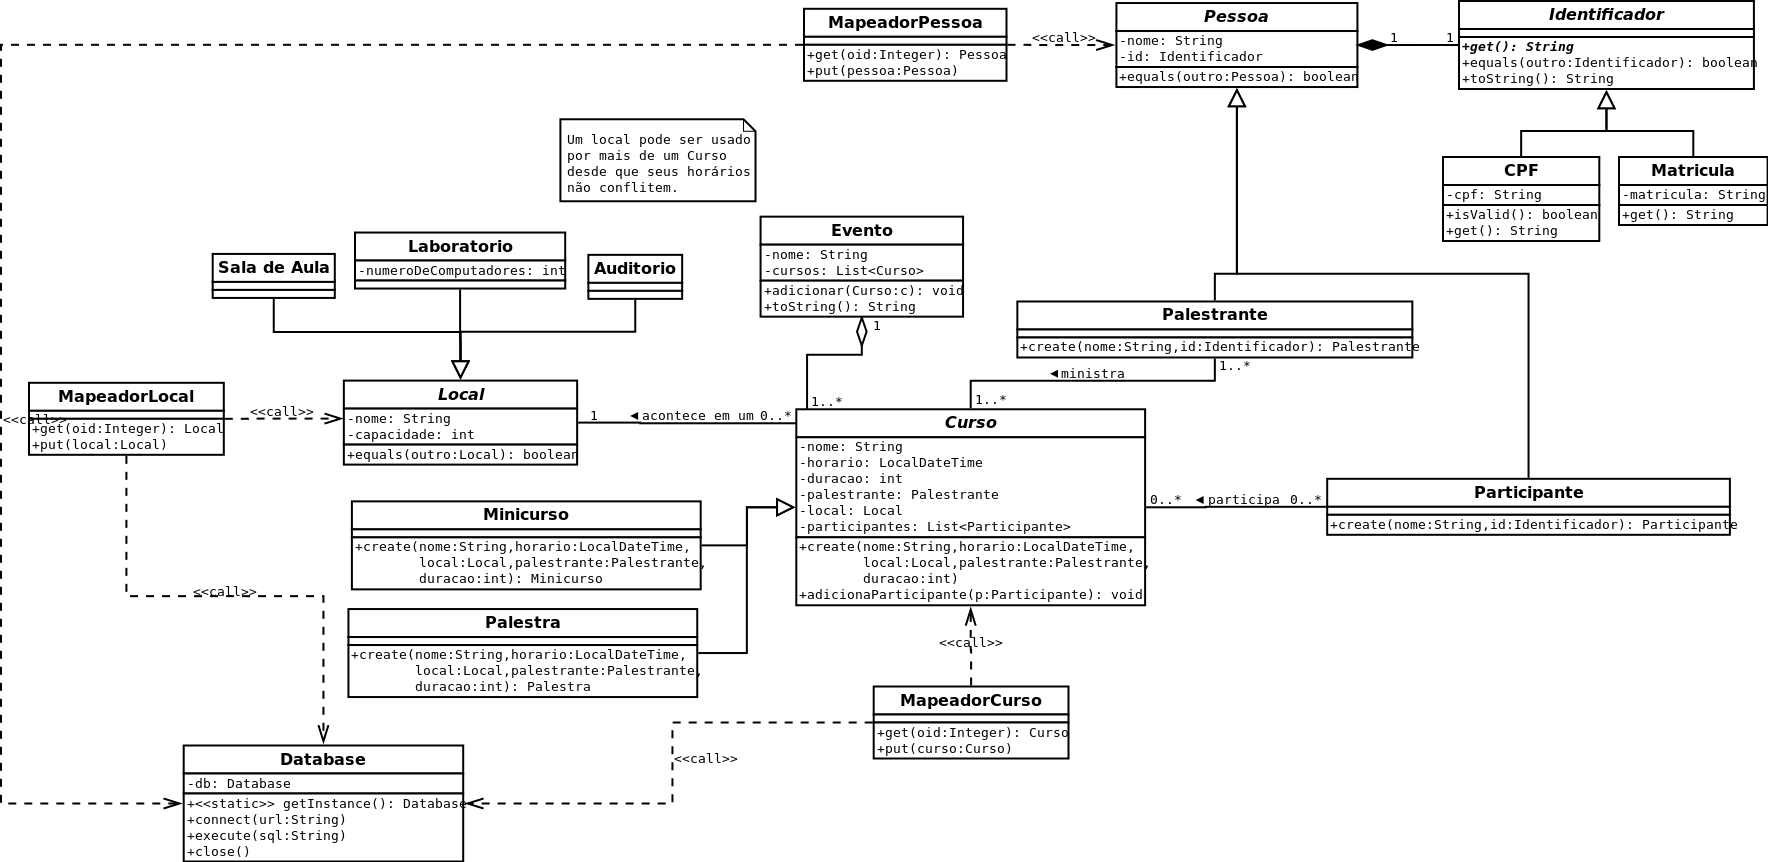 MapeadorPessoa
+get(oid:Integer): Pessoa
+put(pessoa:Pessoa)
<<call>>
Pessoa
-nome: String
-id: Identificador
+equals(outro:Pessoa): boolean
1
1
Identificador
+get(): String
+equals(outro:Identificador): boolean
+toString(): String
CPF
-cpf: String
+isValid(): boolean
+get(): String
Matricula
-matricula: String
+get(): String
Um local pode ser usado
por mais de um Curso
desde que seus horários
não conflitem.
Sala de Aula
Laboratorio
-numeroDeComputadores: int
Auditorio
Evento
-nome: String
-cursos: List<Curso>
+adicionar(Curso:c): void
+toString(): String
1
1..*
Palestrante
+create(nome:String,id:Identificador): Palestrante
1..*
◄ministra
1..*
MapeadorLocal
+get(oid:Integer): Local
+put(local:Local)
<<call>>
<<call>>
Local
-nome: String
-capacidade: int
+equals(outro:Local): boolean
1
◄acontece em um
0..*
Curso
-nome: String
-horario: LocalDateTime
-duracao: int
-palestrante: Palestrante
-local: Local
-participantes: List<Participante>
+create(nome:String,horario:LocalDateTime,
local:Local,palestrante:Palestrante,
duracao:int)
+adicionaParticipante(p:Participante): void
0..*
◄participa
0..*
Participante
+create(nome:String,id:Identificador): Participante
Minicurso
+create(nome:String,horario:LocalDateTime,
local:Local,palestrante:Palestrante,
duracao:int): Minicurso
Palestra
+create(nome:String,horario:LocalDateTime,
local:Local,palestrante:Palestrante,
duracao:int): Palestra
<<call>>
<<call>>
MapeadorCurso
+get(oid:Integer): Curso
+put(curso:Curso)
<<call>>
Database
-db: Database
+<<static>> getInstance(): Database
+connect(url:String)
+execute(sql:String)
+close()